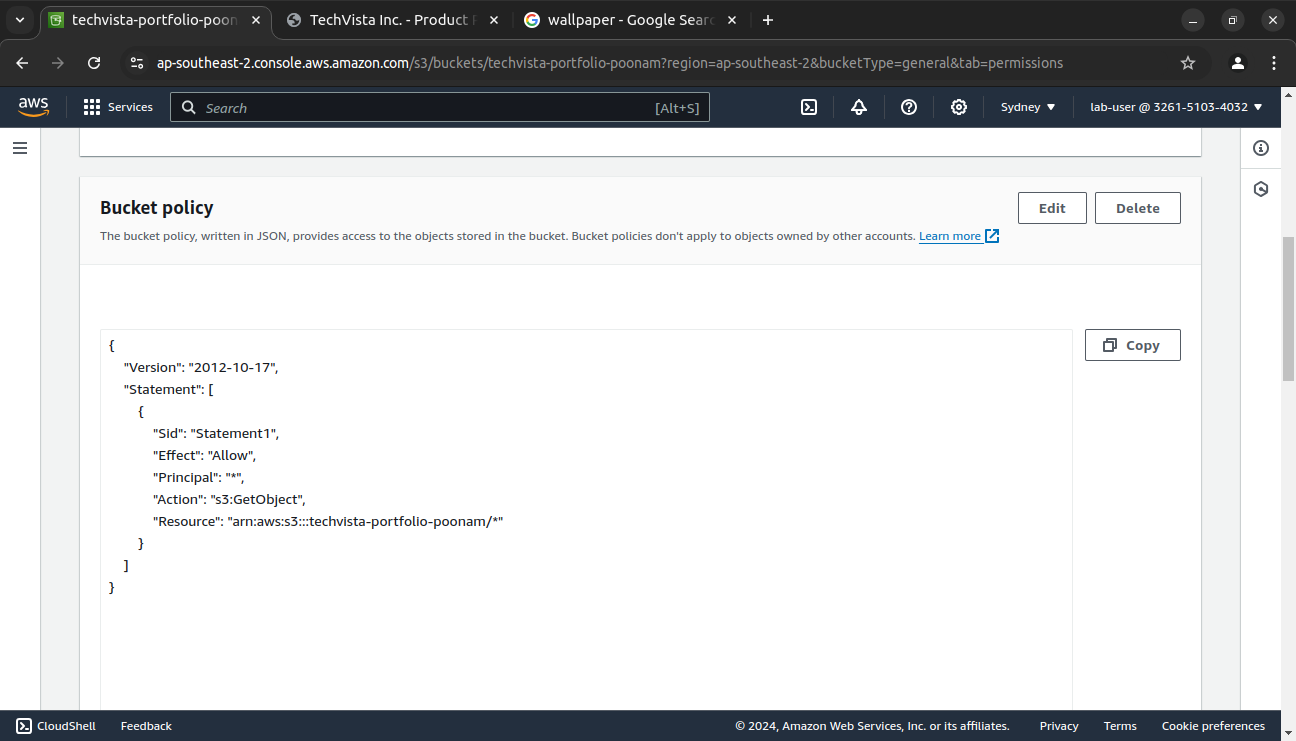 techvista-portfolio-poon
TechVista Inc. - Product
wallpaper - Google Sear
ap-southeast-2.console.aws.amazon.com/s3/buckets/techvista-portfolio-poonam?region=ap-southeast-2&bucketType=general&tab=permissions
aws
Services
Search
[Alt+S]
Sydney
lab-user @ 3261-5103-4032
Bucket policy
Edit
Delete
The bucket policy, written in JSON, provides access to the objects stored in the bucket. Bucket policies don't apply to objects owned by other accounts. Learn more
Copy
{
"Version": "2012-10-17",
"Statement": [
{
"Sid": "Statement1",
"Effect": "Allow",
"Principal": "*",
"Action": "s3:GetObject",
"Resource": "arn:aws:s3:::techvista-portfolio-poonam/*"
}
]
}
CloudShell
Feedback
© 2024, Amazon Web Services, Inc. or its affiliates.
Privacy
Terms
Cookie preferences